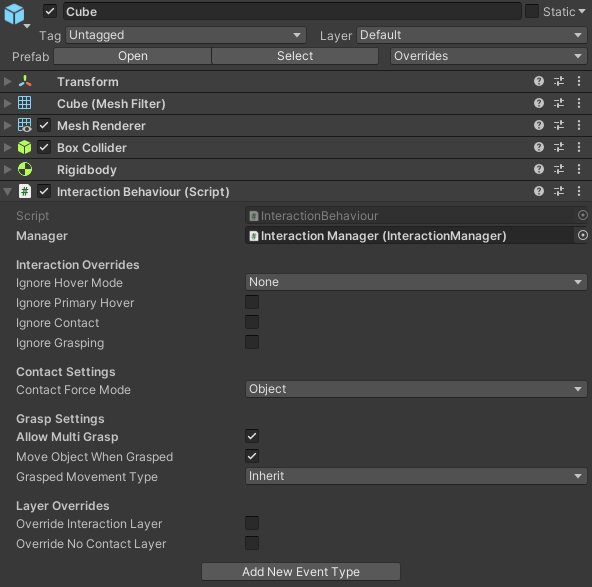 Cube Static
Tag Untagged Layer Default
Prefab Open Select Overrides
Transform
Cube (Mesh Filter)
Mesh Renderer
Box Collider
Rigidbody
# Interaction Behaviour (Script)
Script # InteractionBehaviour
Manager # Interaction Manager (InteractionManager)
Interaction Overrides
Ignore Hover Mode None
Ignore Primary Hover
Ignore Contact
Ignore Grasping
Contact Settings
Contact Force Mode Object
Grasp Settings
Allow Multi Grasp
Move Object When Grasped
Grasped Movement Type Inherit
Layer Overrides
Override Interaction Layer
Override No Contact Layer
Add New Event Type